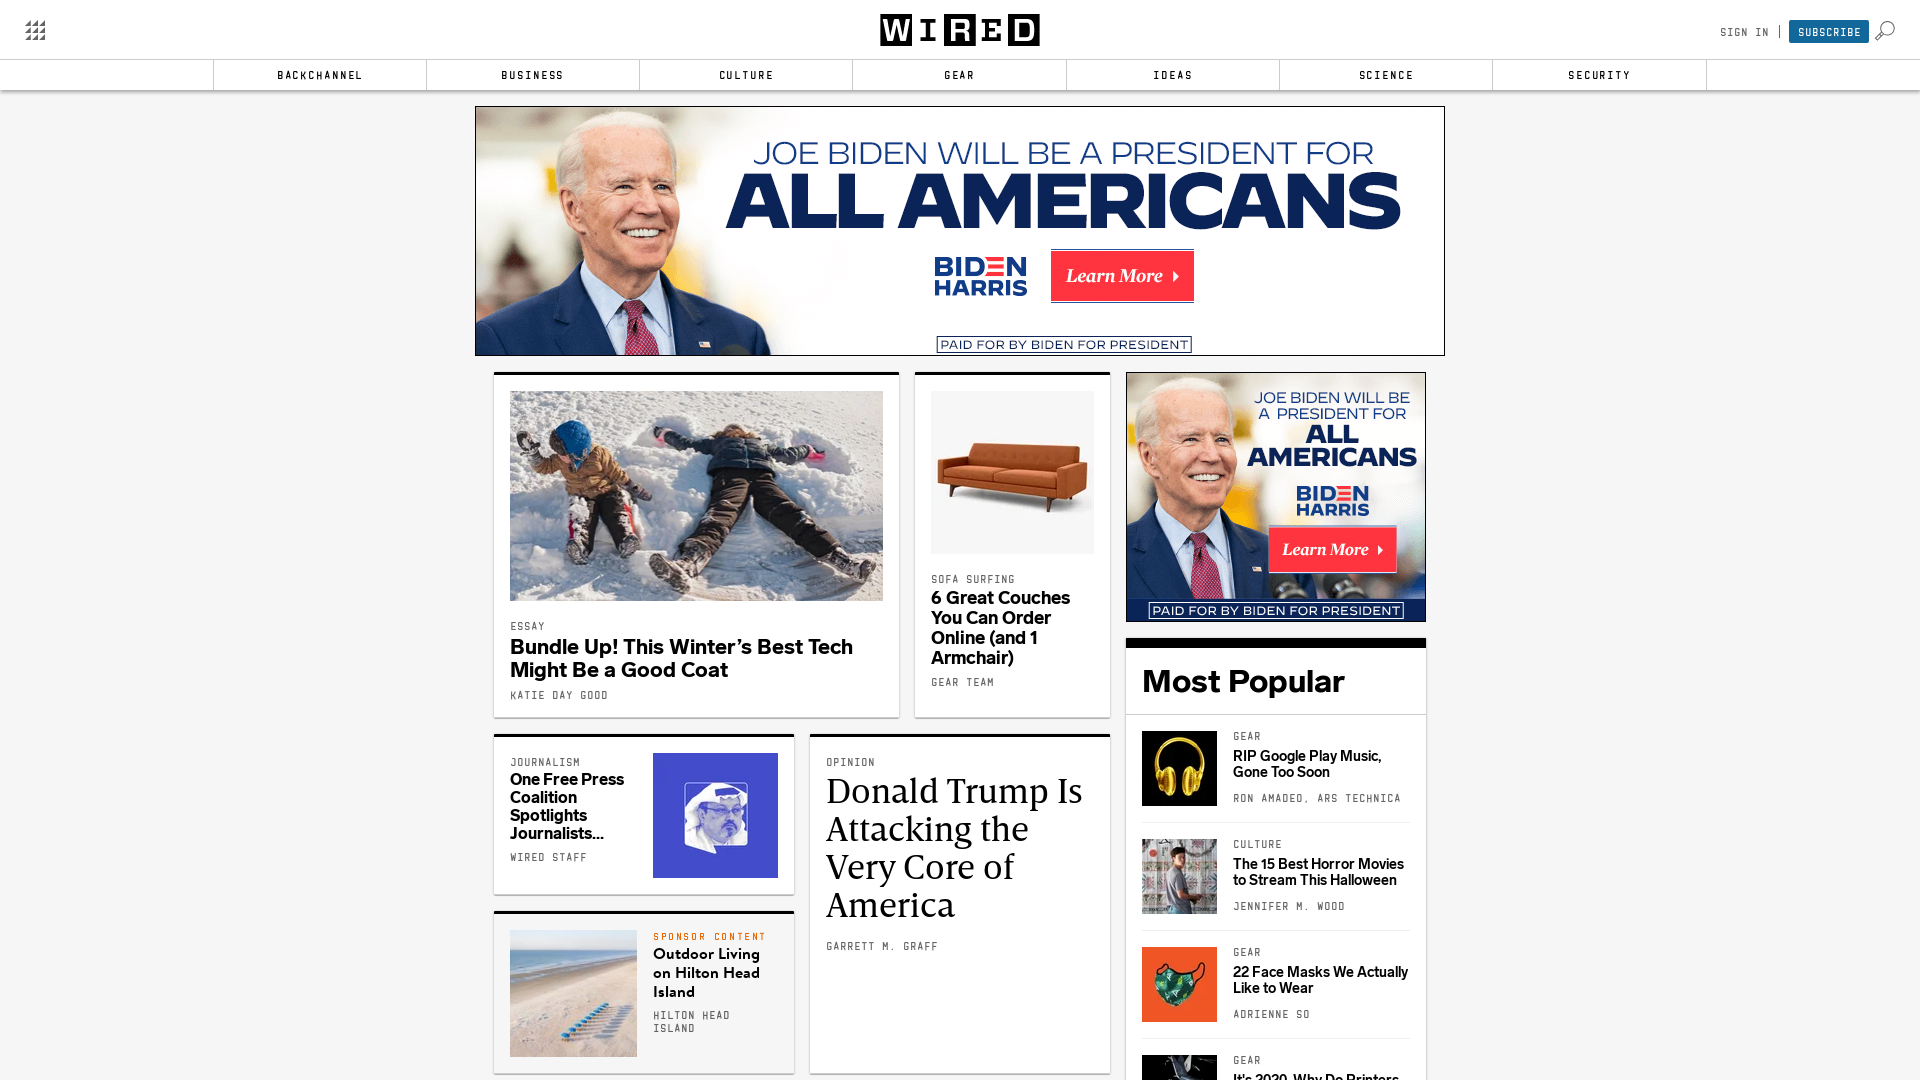 WIRED
SIGN IN
SUBSCRIBE
BACKCHANNEL
BUSINESS
CULTURE
GEAR
IDEAS
SCIENCE
SECURITY
JOE BIDEN WILL BE A PRESIDENT FOR
ALL AMERICANS
BIDEN
HARRIS
Learn More
PAID FOR BY BIDEN FOR PRESIDENT
ESSAY
Bundle Up! This Winter’s Best Tech
Might Be a Good Coat
KATIE DAY GOOD
SOFA SURFING
6 Great Couches
You Can Order
Online (and 1
Armchair)
GEAR TEAM
JOE BIDEN WILL BE
A PRESIDENT FOR
ALL
AMERICANS
BIDEN
HARRIS
Learn More
PAID FOR BY BIDEN FOR PRESIDENT
JOURNALISM
One Free Press
Coalition
Spotlights
Journalists...
WIRED STAFF
SPONSOR CONTENT
Outdoor Living
on Hilton Head
Island
HILTON HEAD
ISLAND
OPINION
Donald Trump Is
Attacking the
Very Core of
America
GARRETT M. GRAFF
Most Popular
GEAR
RIP Google Play Music,
Gone Too Soon
RON AMADEO, ARS TECHNICA
CULTURE
The 15 Best Horror Movies
to Stream This Halloween
JENNIFER M. WOOD
GEAR
22 Face Masks We Actually
Like to Wear
ADRIENNE SO
GEAR
It's 2020. Why Do Printers